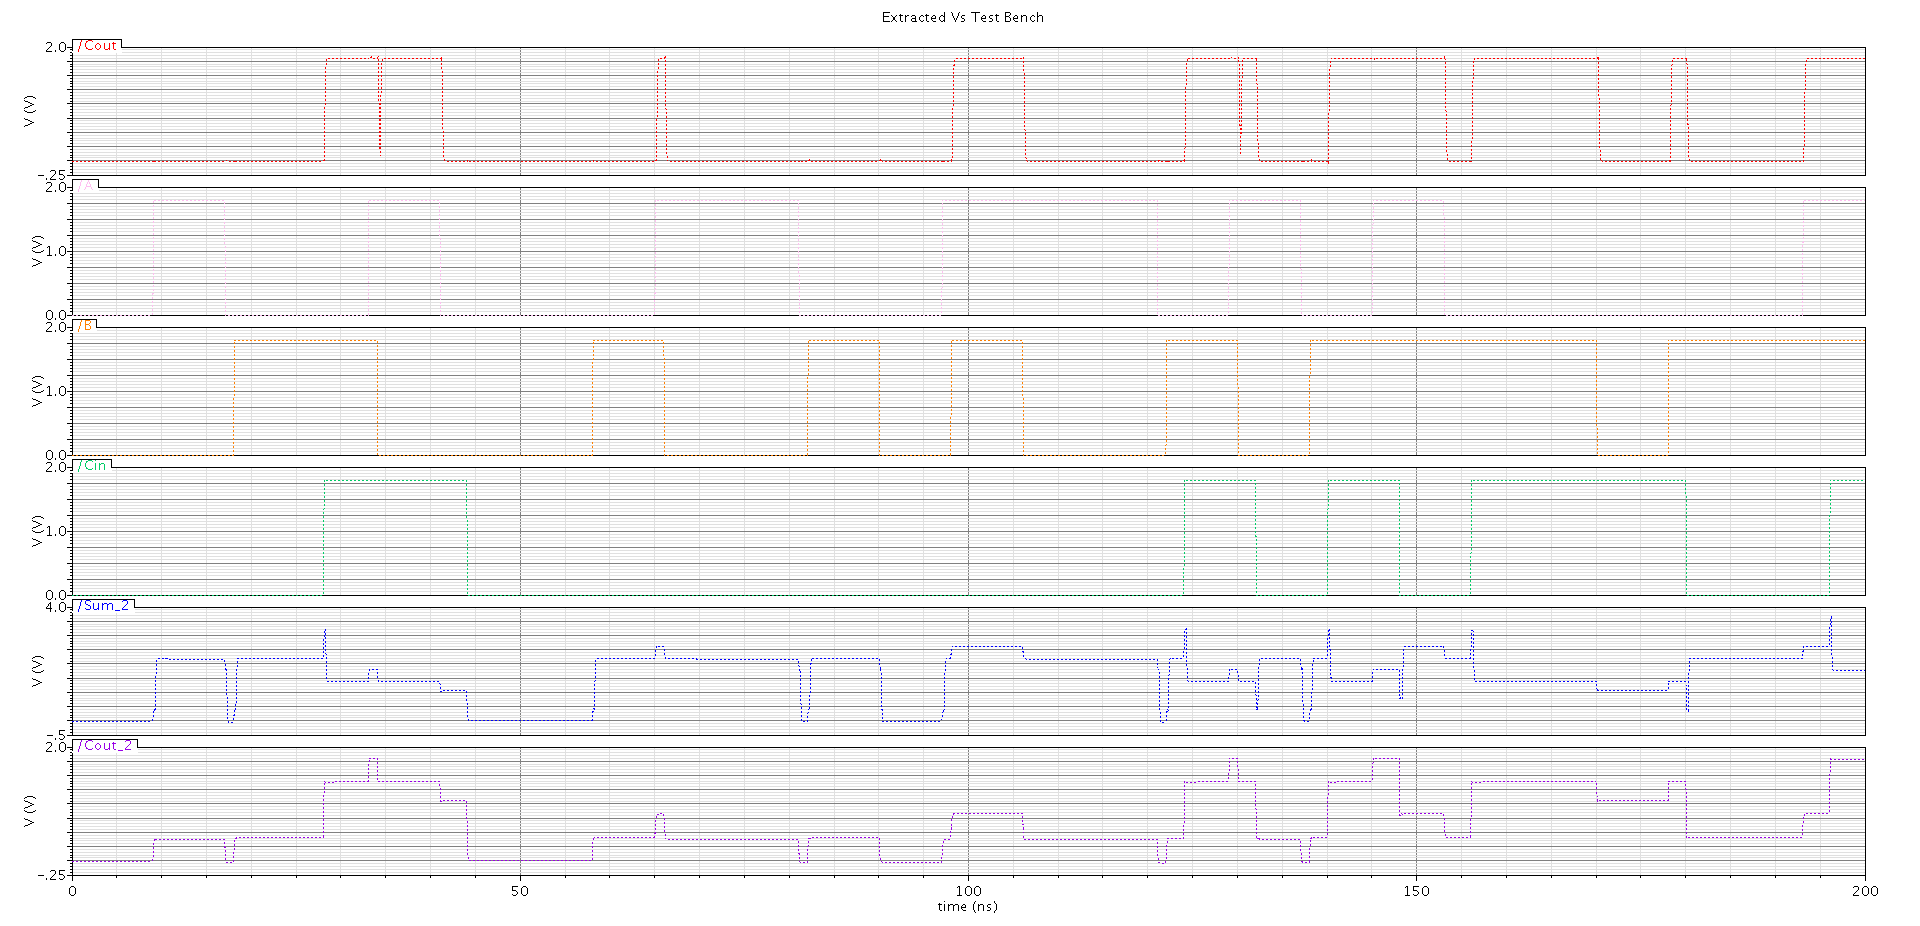 Extracted Vs Test Bench
/Cout
2.0
V (V)
-.25
/A
2.0
V (V)
1.0
0.0
/B
2.0
V (V)
1.0
0.0
/Cin
2.0
V (V)
1.0
0.0
/Sum_2
4.0
V (V)
-.5
/Cout_2
2.0
V (V)
-.25
0 50 100 150 200
time (ns)